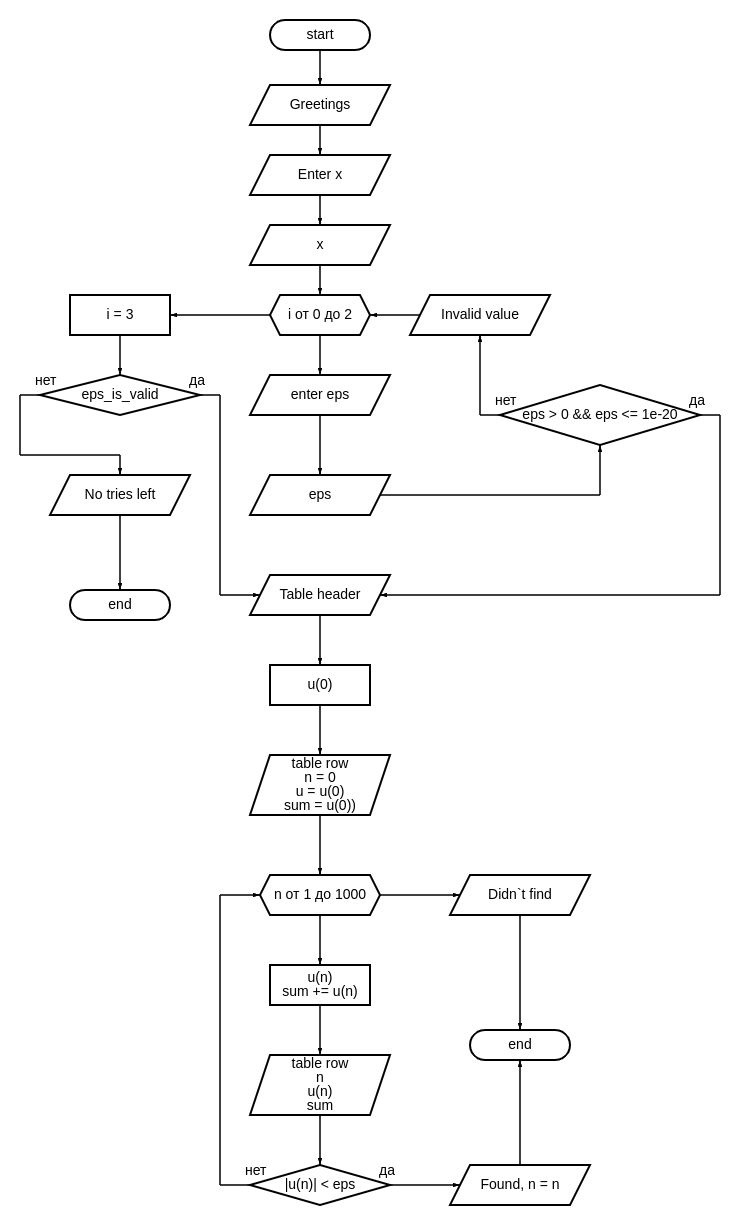 start
Greetings
Enter x
x
i = 3
i от 0 до 2
Invalid value
нет
да
eps_is_valid
enter eps
нет
да
eps > 0 && eps <= 1e-20
No tries left
eps
end
Table header
u(0)
table row
n = 0
u = u(0)
sum = u(0))
n от 1 до 1000
Didn`t find
u(n)
sum += u(n)
end
table row
n
u(n)
sum
нет
да
|u(n)| < eps
Found, n = n